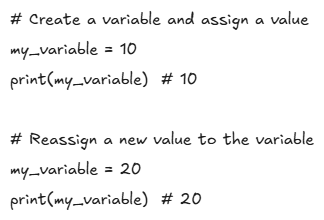 # Create a variable and assign a value
my_variable = 10
print(my_variable)  # 10

# Reassign a new value to the variable
my_variable = 20
print(my_variable)  # 20